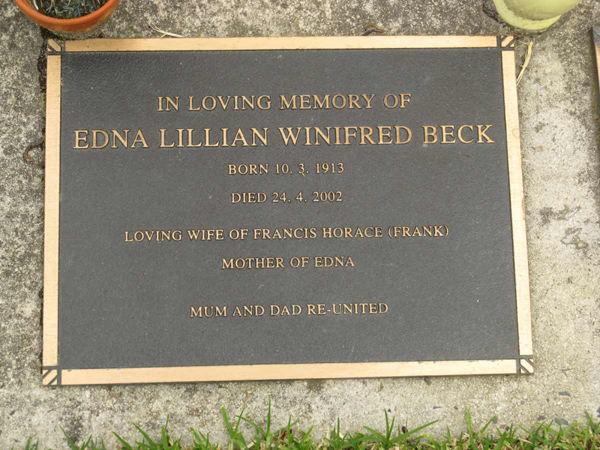 IN LOVING MEMORY OF
EDNA LILLIAN WINIFRED BECK
BORN 10. 3. 1913
DIED 24. 4. 2002
LOVING WIFE OF FRANCIS HORACE (FRANK)
MOTHER OF EDNA
MUM AND DAD RE-UNITED